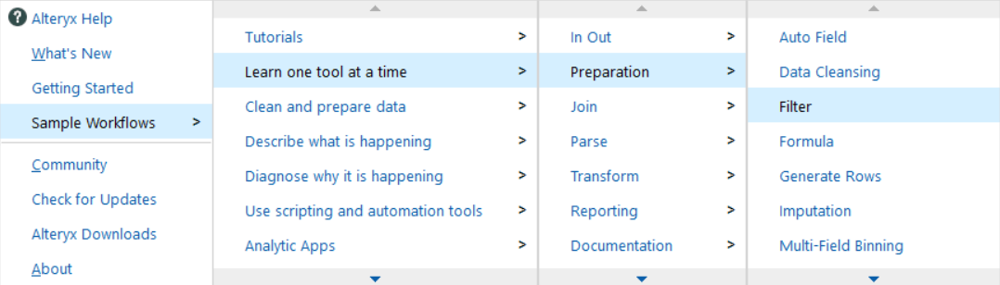 Alteryx Help
What's New
Getting Started
Sample Workflows >
Community
Check for Updates
Alteryx Downloads
About
Tutorials >
Learn one tool at a time >
Clean and prepare data >
Describe what is happening >
Diagnose why it is happening >
Use scripting and automation tools >
Analytic Apps >
In Out >
Preparation >
Join >
Parse >
Transform >
Reporting >
Documentation >
Auto Field
Data Cleansing
Filter
Formula
Generate Rows
Imputation
Multi-Field Binning